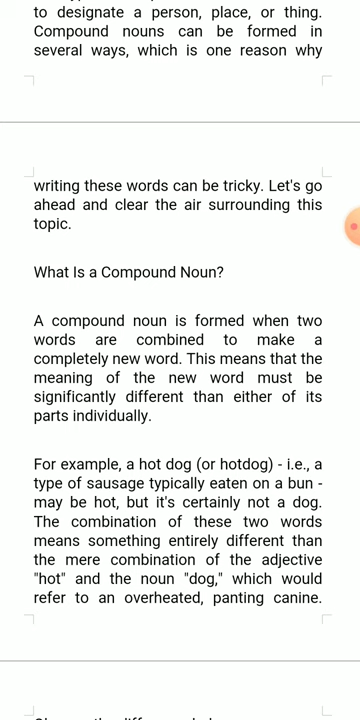 to designate a person, place, or thing.
Compound nouns can be formed in
several ways, which is one reason why
writing these words can be tricky. Let's go
ahead and clear the air surrounding this
topic.
What Is a Compound Noun?
A compound noun is formed when two
words are combined to make a
completely new word. This means that the
meaning of the new word must be
significantly different than either of its
parts individually.
For example, a hot dog (or hotdog) - i.e., a
type of sausage typically eaten on a bun -
may be hot, but it's certainly not a dog.
The combination of these two words
means something entirely different than
the mere combination of the adjective
"hot" and the noun "dog," which would
refer to an overheated, panting canine.